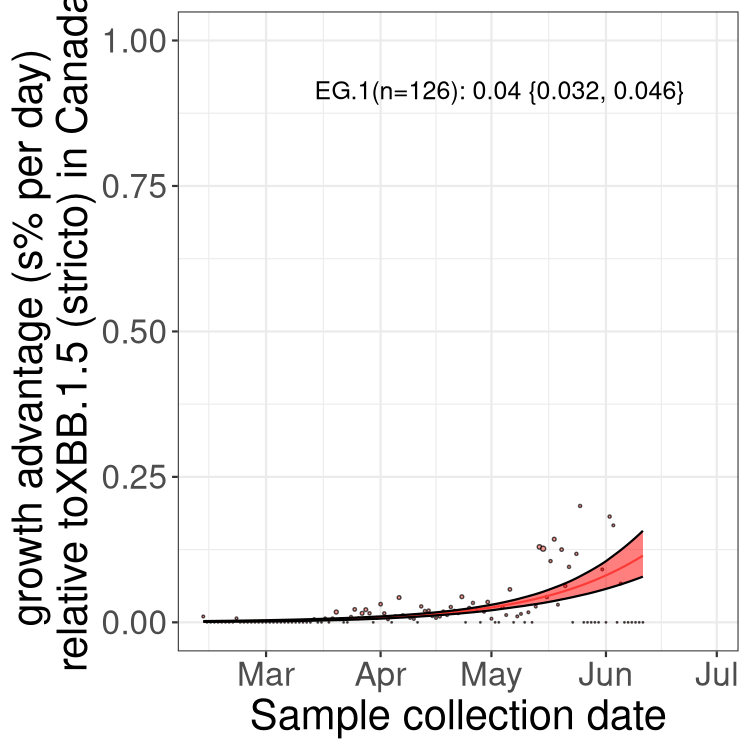 growth advantage (s% per day)
relative toXBB.1.5 (stricto) in Canada
1.00
0.75
0.50
0.25
0.00
EG.1(n=126): 0.04 {0.032, 0.046}
Mar Apr May Jun Jul
Sample collection date